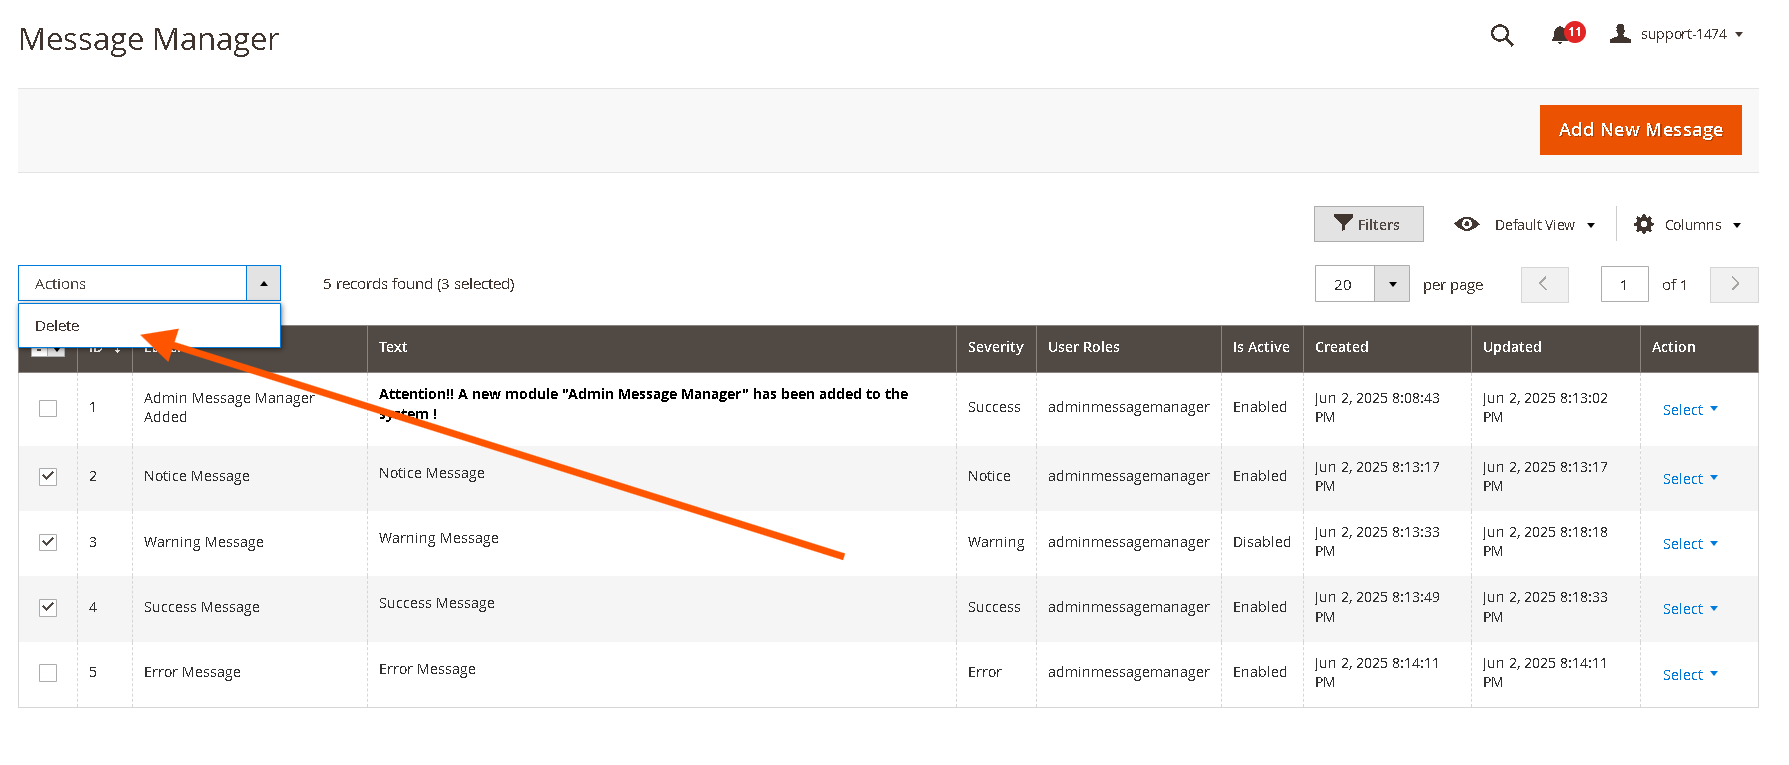 Message Manager
11
support-1474
Add New Message
Filters
Default View
Columns
Actions
5 records found (3 selected)
20
per page
1
of 1
Delete
ID
Text
Severity
User Roles
Is Active
Created
Updated
Action
1
Admin Message Manager
Added
Attention!! A new module "Admin Message Manager" has been added to the
system !
Success
adminmessagemanager
Enabled
Jun 2, 2025 8:08:43
PM
Jun 2, 2025 8:13:02
PM
Select
2
Notice Message
Notice Message
Notice
adminmessagemanager
Enabled
Jun 2, 2025 8:13:17
PM
Jun 2, 2025 8:13:17
PM
Select
3
Warning Message
Warning Message
Warning
adminmessagemanager
Disabled
Jun 2, 2025 8:13:33
PM
Jun 2, 2025 8:18:18
PM
Select
4
Success Message
Success Message
Success
adminmessagemanager
Enabled
Jun 2, 2025 8:13:49
PM
Jun 2, 2025 8:18:33
PM
Select
5
Error Message
Error Message
Error
adminmessagemanager
Enabled
Jun 2, 2025 8:14:11
PM
Jun 2, 2025 8:14:11
PM
Select